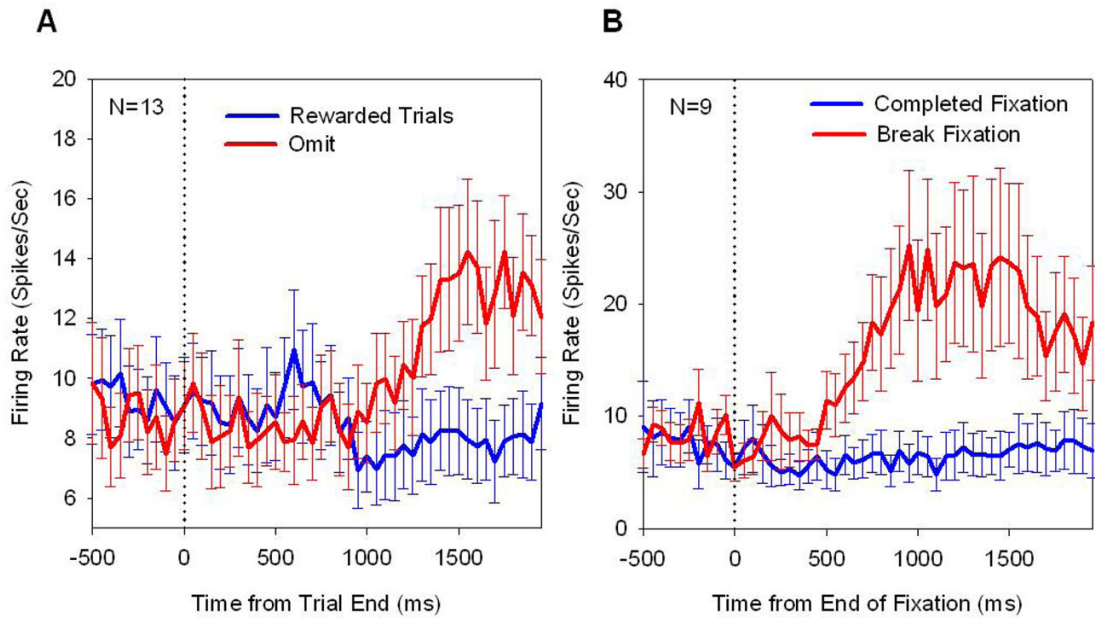 A
B
20
18
16
14
12
10
8
6
Firing Rate (Spikes/Sec)
N=13
Rewarded Trials
Omit
-500
0
500
1000
1500
Time from Trial End (ms)
40
30
20
10
0
Firing Rate (Spikes/Sec)
N=9
Completed Fixation
Break Fixation
-500
0
500
1000
1500
Time from End of Fixation (ms)